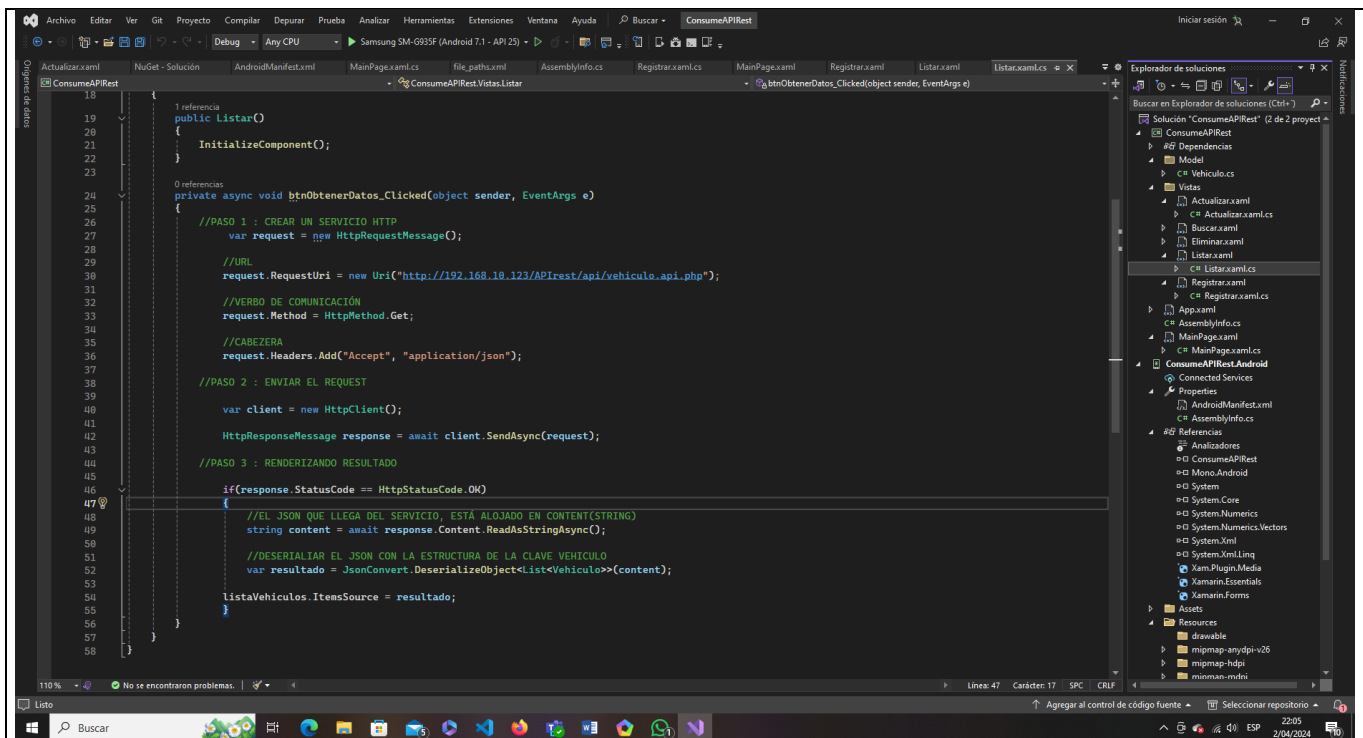 Archivo Editar Ver Git Proyecto Compilar Depurar Prueba Analizar Herramientas Extensiones Ventana Ayuda Buscar ConsumeAPIRest Iniciar sesión
Debug Any CPU Samsung SM-G935F (Android 7.1 - API 25)
Orígenes de datos
Actualizar.xaml NuGet - Solución AndroidManifest.xml MainPage.xaml.cs file_paths.xml AssemblyInfo.cs Registrar.xaml.cs MainPage.xaml Registrar.xaml Listar.xaml Listar.xaml.cs
ConsumeAPIRest ConsumeAPIRest.Vistas.Listar btnObtenerDatos_Clicked(object sender, EventArgs e)
18 {
1 referencia
19 public Listar()
20 {
21 InitializeComponent();
22 }
23
0 referencias
24 private async void btnObtenerDatos_Clicked(object sender, EventArgs e)
25 {
26 //PASO 1 : CREAR UN SERVICIO HTTP
27 var request = new HttpRequestMessage();
28
29 //URL
30 request.RequestUri = new Uri("http://192.168.10.123/APIrest/api/vehiculo.api.php");
31
32 //VERBO DE COMUNICACIÓN
33 request.Method = HttpMethod.Get;
34
35 //CABEZERA
36 request.Headers.Add("Accept", "application/json");
37
38 //PASO 2 : ENVIAR EL REQUEST
39
40 var client = new HttpClient();
41
42 HttpResponseMessage response = await client.SendAsync(request);
43
44 //PASO 3 : RENDERIZANDO RESULTADO
45
46 if(response.StatusCode == HttpStatusCode.OK)
47 {
48 //EL JSON QUE LLEGA DEL SERVICIO, ESTÁ ALOJADO EN CONTENT(STRING)
49 string content = await response.Content.ReadAsStringAsync();
50
51 //DESERIALIAR EL JSON CON LA ESTRUCTURA DE LA CLAVE VEHICULO
52 var resultado = JsonConvert.DeserializeObject<List<Vehiculo>>(content);
53
54 listaVehiculos.ItemsSource = resultado;
55 }
56 }
57 }
58 }
110 % No se encontraron problemas. Línea: 47 Carácter: 17 SPC CRLF
Explorador de soluciones
Buscar en Explorador de soluciones (Ctrl+')
Solución "ConsumeAPIRest" (2 de 2 proyect
ConsumeAPIRest
Dependencias
Model
C# Vehiculo.cs
Vistas
Actualizar.xaml
C# Actualizar.xaml.cs
Buscar.xaml
Eliminar.xaml
Listar.xaml
C# Listar.xaml.cs
Registrar.xaml
C# Registrar.xaml.cs
App.xaml
C# AssemblyInfo.cs
MainPage.xaml
C# MainPage.xaml.cs
ConsumeAPIRest.Android
Connected Services
Properties
AndroidManifest.xml
C# AssemblyInfo.cs
Referencias
Analizadores
ConsumeAPIRest
Mono.Android
System
System.Core
System.Numerics
System.Numerics.Vectors
System.Xml
System.Xml.Linq
Xam.Plugin.Media
Xamarin.Essentials
Xamarin.Forms
Assets
Resources
drawable
mipmap-anydpi-v26
mipmap-hdpi
mipmap-mdpi
Notificaciones
Listo Agregar al control de código fuente Seleccionar repositorio
Buscar ESP 22:05
2/04/2024